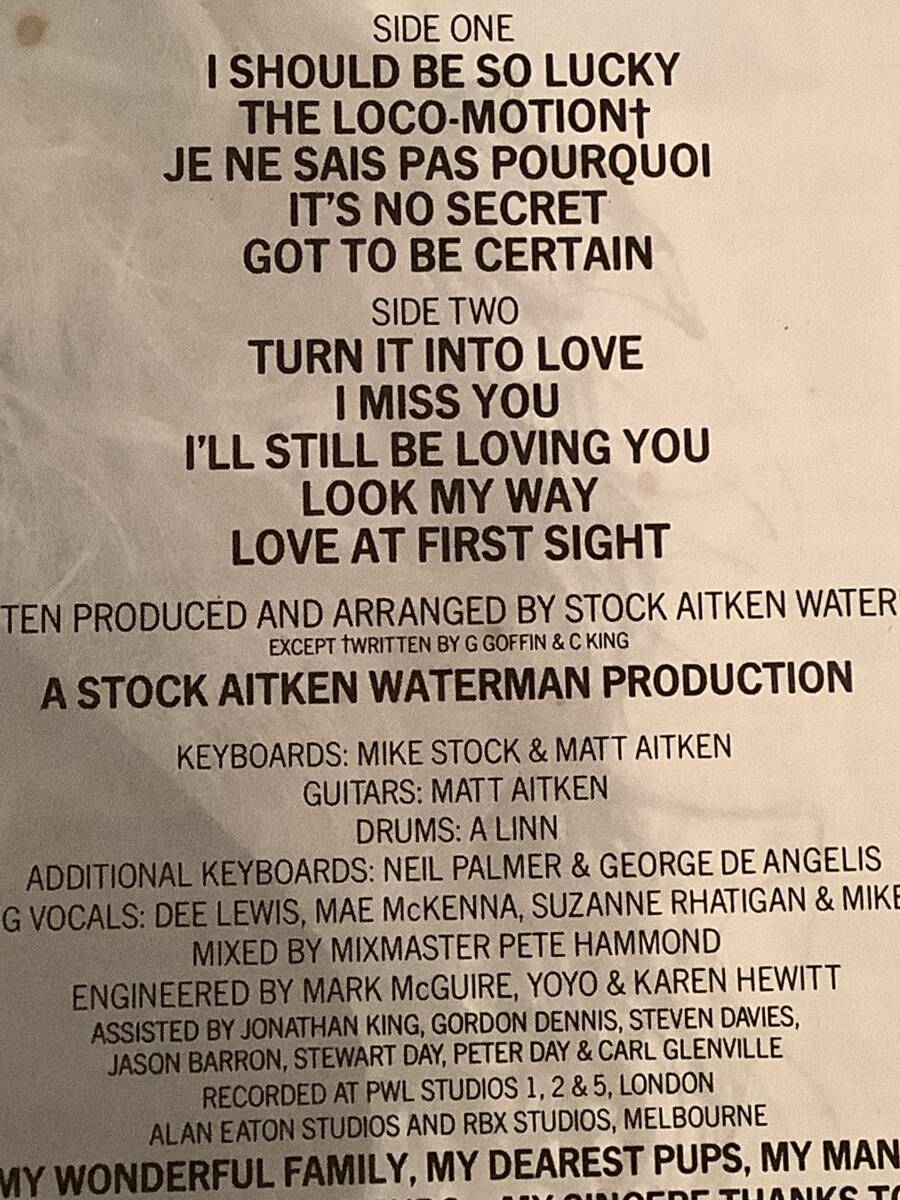 SIDE ONE
I SHOULD BE SO LUCKY
THE LOCO-MOTION†
JE NE SAIS PAS POURQUOI
IT'S NO SECRET
GOT TO BE CERTAIN
SIDE TWO
TURN IT INTO LOVE
I MISS YOU
I'LL STILL BE LOVING YOU
LOOK MY WAY
LOVE AT FIRST SIGHT
TEN PRODUCED AND ARRANGED BY STOCK AITKEN WATER
EXCEPT †WRITTEN BY G GOFFIN & C KING
A STOCK AITKEN WATERMAN PRODUCTION
KEYBOARDS: MIKE STOCK & MATT AITKEN
GUITARS: MATT AITKEN
DRUMS: A LINN
ADDITIONAL KEYBOARDS: NEIL PALMER & GEORGE DE ANGELIS
G VOCALS: DEE LEWIS, MAE McKENNA, SUZANNE RHATIGAN & MIKE
MIXED BY MIXMASTER PETE HAMMOND
ENGINEERED BY MARK McGUIRE, YOYO & KAREN HEWITT
ASSISTED BY JONATHAN KING, GORDON DENNIS, STEVEN DAVIES,
JASON BARRON, STEWART DAY, PETER DAY & CARL GLENVILLE
RECORDED AT PWL STUDIOS 1, 2 & 5, LONDON
ALAN EATON STUDIOS AND RBX STUDIOS, MELBOURNE
MY WONDERFUL FAMILY, MY DEAREST PUPS, MY MAN
MY SINCERE THANKS TO